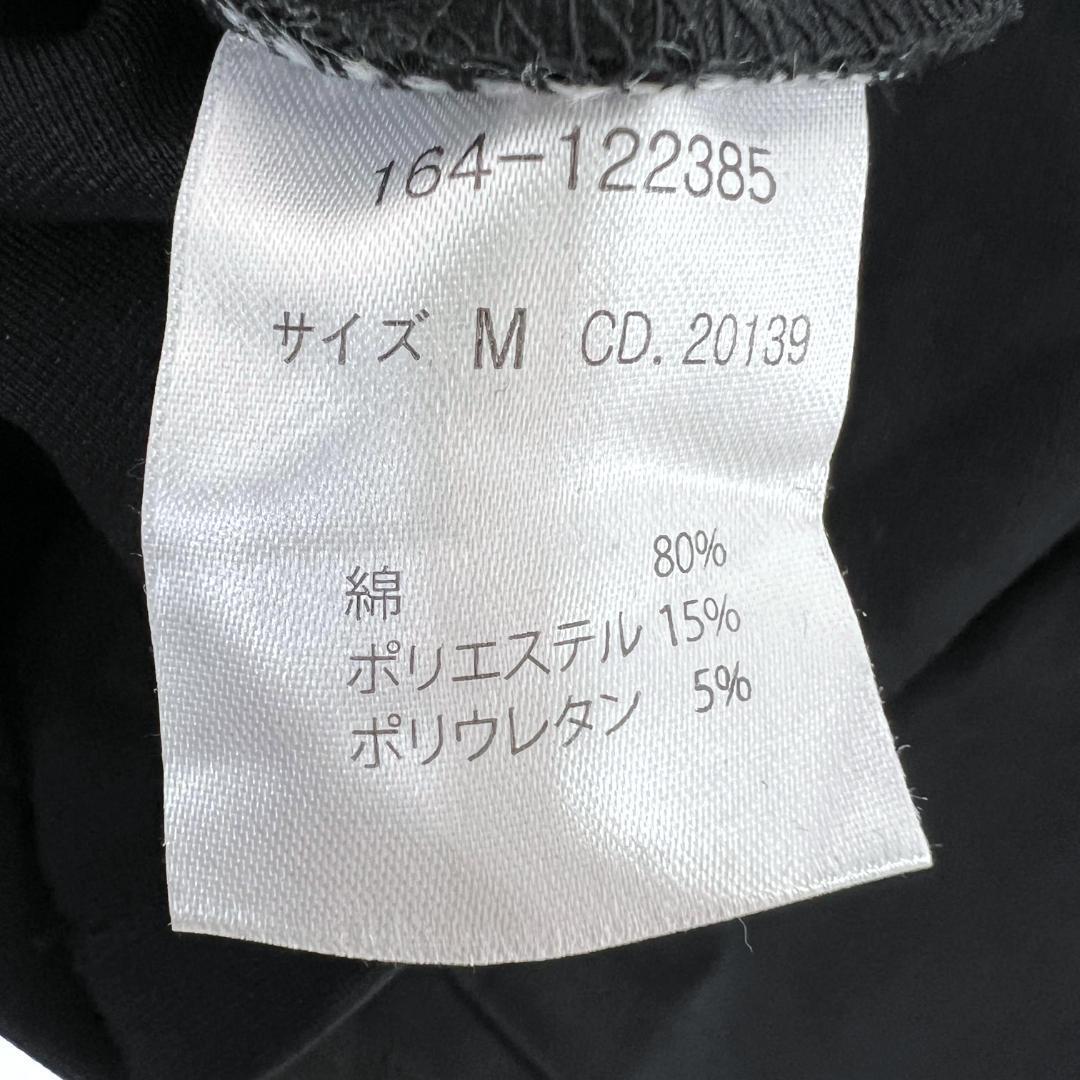 164-122385
サイズ M CD. 20139
綿 80%
ポリエステル 15%
ポリウレタン 5%